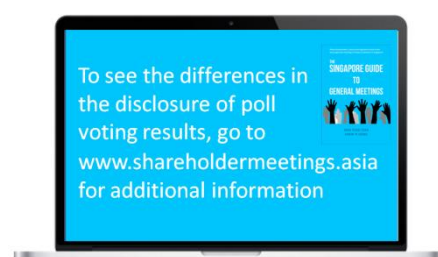 To see the differences in
the disclosure of poll
voting results, go to
www.shareholdermeetings.asia
for additional information
THE
SINGAPORE GUIDE
TO
GENERAL MEETINGS